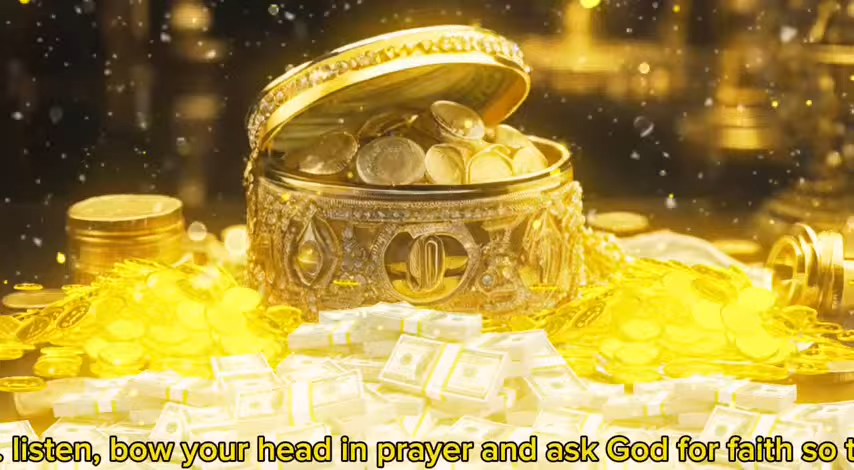 . listen, bow your head in prayer and ask God for faith so t